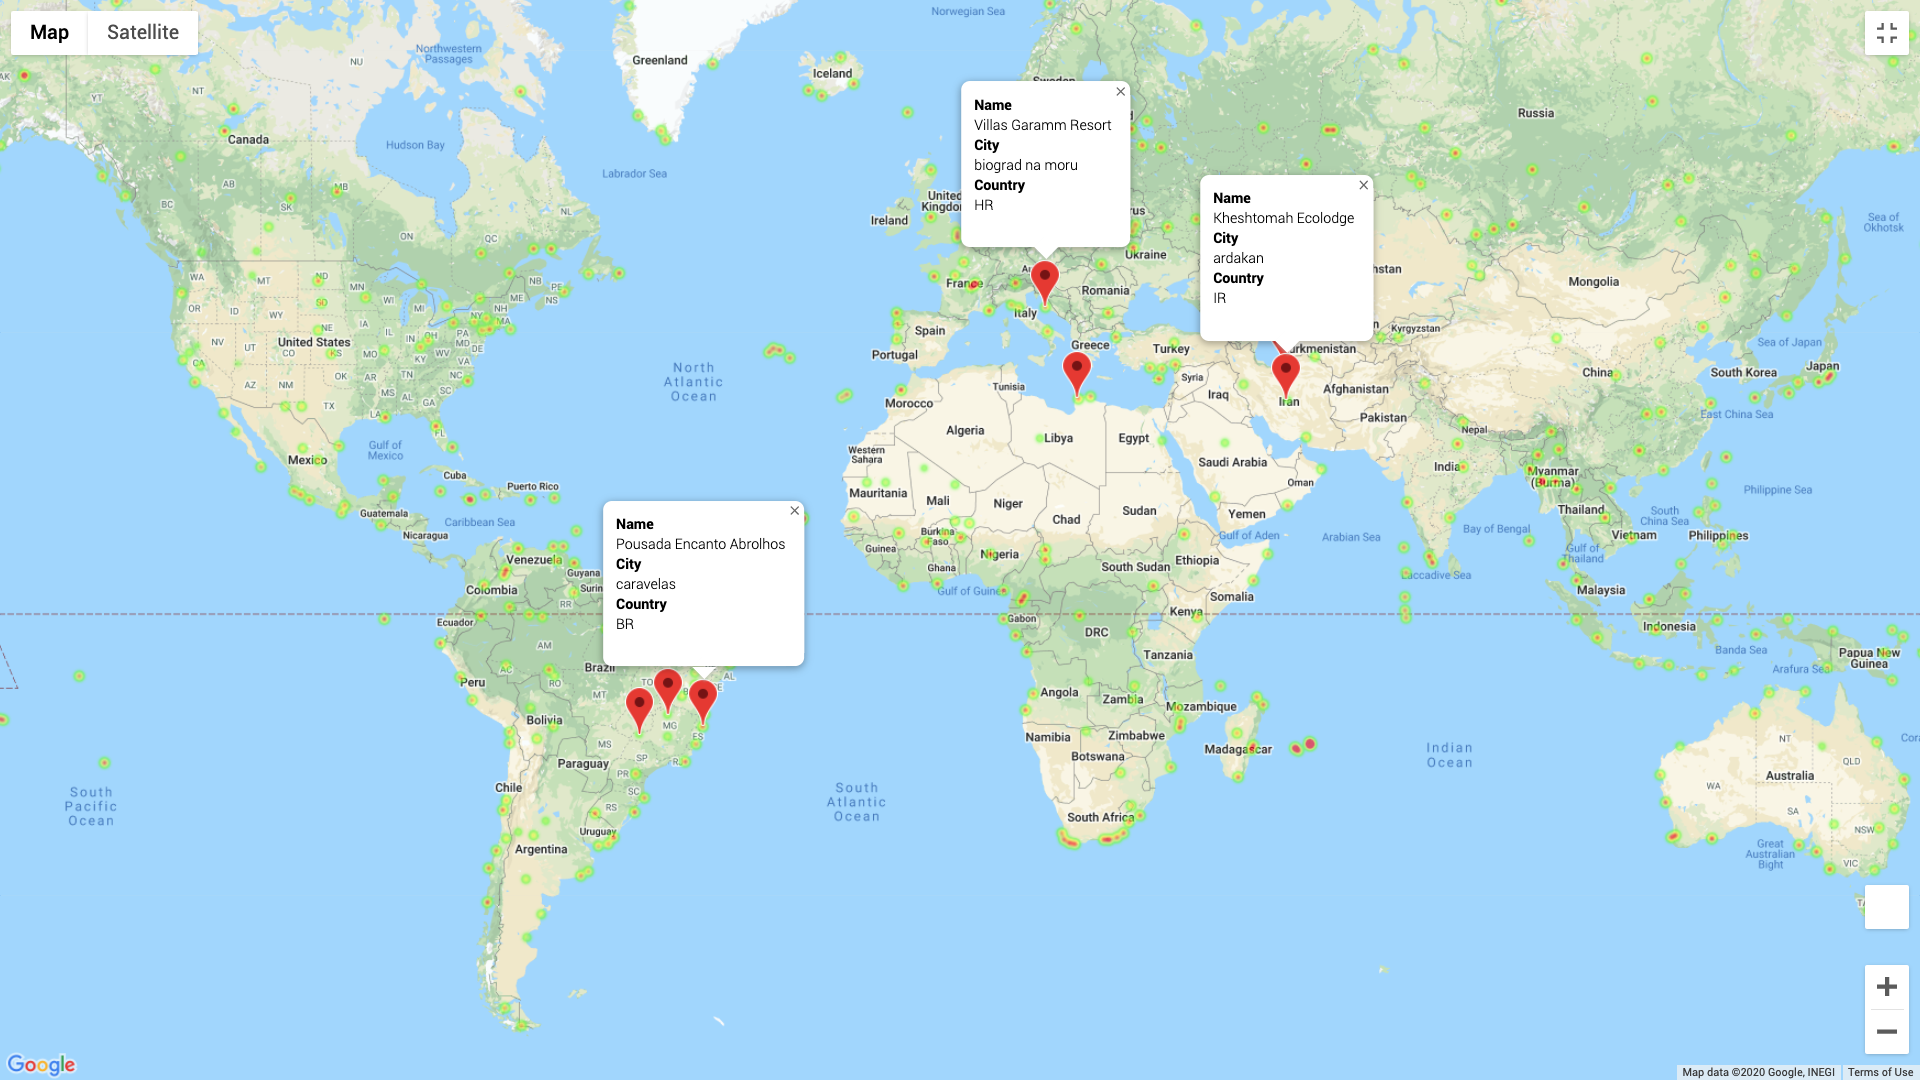 Map
Satellite
Norwegian Sea
Greenland
Iceland
Sweden
Northwestern
Passages
NU
AK
YT
NT
Russia
Canada
Hudson Bay
Labrador Sea
Name
Villas Garamm Resort
City
biograd na moru
Country
HR
Name
Kheshtomah Ecolodge
City
ardakan
Country
IR
BC
AB
SK
MB
ON
QC
NL
United
Kingdom
Ireland
Sea of
Okhotsk
Ukraine
Mongolia
WA
MT
ND
MN
OR
ID
WY
SD
WI
MI
NB
PE
NS
ME
NH
NY
MA
France
Romania
Italy
Spain
Portugal
Greece
Turkey
Kyrgyzstan
Sea of Japan
Japan
South Korea
China
NV
UT
CO
NE
KS
IA
IL
IN
OH
PA
MD
DE
KY
WV
VA
MO
United States
CA
AZ
NM
OK
AR
TN
NC
TX
MS
AL
GA
SC
LA
FL
North
Atlantic
Ocean
Tunisia
Morocco
Syria
Iraq
Iran
Afghanistan
Pakistan
East China Sea
Nepal
Algeria
Libya
Egypt
Western
Sahara
Saudi Arabia
Oman
India
Myanmar
(Burma)
Gulf of
Mexico
Mexico
Cuba
Puerto Rico
Mauritania
Mali
Niger
Chad
Sudan
Yemen
Philippine Sea
Guatemala
Caribbean Sea
Nicaragua
Thailand
South
China Sea
Vietnam
Philippines
Bay of Bengal
Gulf of
Thailand
Arabian Sea
Gulf of Aden
Burkina
Faso
Guinea
Ghana
Nigeria
South Sudan
Ethiopia
Laccadive Sea
Malaysia
Venezuela
Guyana
Colombia
RR
Name
Pousada Encanto Abrolhos
City
caravelas
Country
BR
Gulf of Guinea
Somalia
Kenya
Gabon
DRC
Ecuador
Indonesia
Banda Sea
Papua New
Guinea
Arafura Sea
AM
AC
Brazil
Peru
MT
TO
AL
Tanzania
Angola
Zambia
Mozambique
Bolivia
MG
ES
MS
SP
PR
SC
RS
Paraguay
Namibia
Zimbabwe
Botswana
Madagascar
Indian
Ocean
Chile
South
Pacific
Ocean
South
Atlantic
Ocean
South Africa
Uruguay
Argentina
NT
QLD
WA
Australia
SA
NSW
Great
Australian
Bight
VIC
Google
Map data ©2020 Google, INEGI
Terms of Use